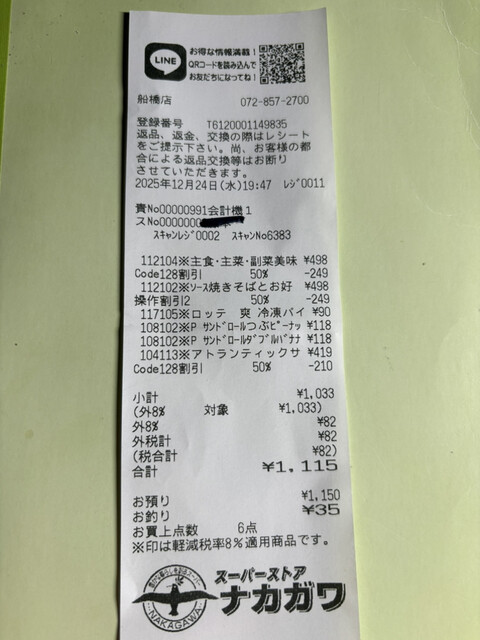 LINE
お得な情報満載!
QRコードを読み込んで
お友だちになってね!
船橋店 072-857-2700
登録番号 T6120001149835
返品、返金、交換の際はレシート
をご提示下さい。尚、お客様の都
合による返品交換等はお断り
させていただきます。
2025年12月24日(水)19:47 レジ0011
責No00000991会計機1
スNo0000000
スキャンレジ0002 スキャンNo6383
112104※主食・主菜・副菜美味 ¥498
Code128割引 50% -249
112102※ソース焼きそばとお好 ¥498
操作割引2 50% -249
117105※ロッテ 爽 冷凍パイ ¥90
108102※P サンドロールつぶピーナッ ¥118
108102※P サンドロールダブルバナナ ¥118
104113※アトランティックサ ¥419
Code128割引 50% -210
小計 ¥1,033
(外8% 対象 ¥1,033)
外8% ¥82
外税計 ¥82
(税合計 ¥82)
合計 ¥1,115
お預り ¥1,150
お釣り ¥35
お買上点数 6点
※印は軽減税率8%適用商品です。
スーパーストア
ナカガワ
NAKAGAWA